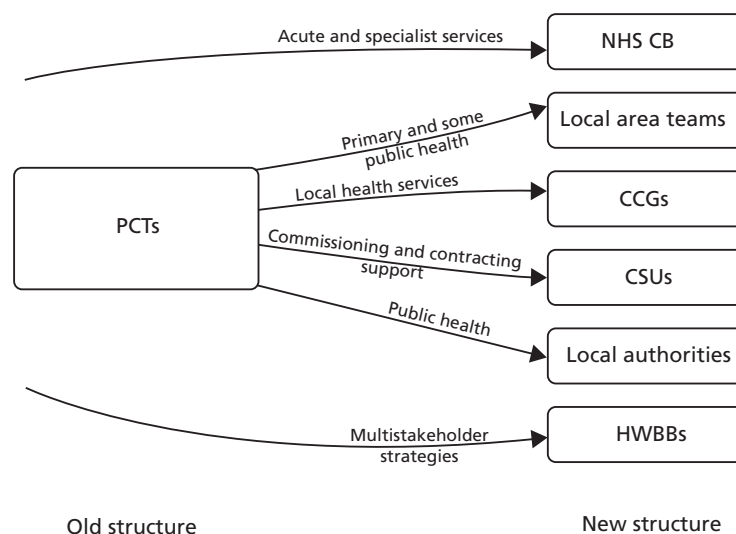 Acute and specialist services
NHS CB
Primary and some
public health
Local area teams
Local health services
CCGs
PCTs
Commissioning and contracting
support
CSUs
Public health
Local authorities
Multistakeholder
strategies
HWBBs
Old structure
New structure